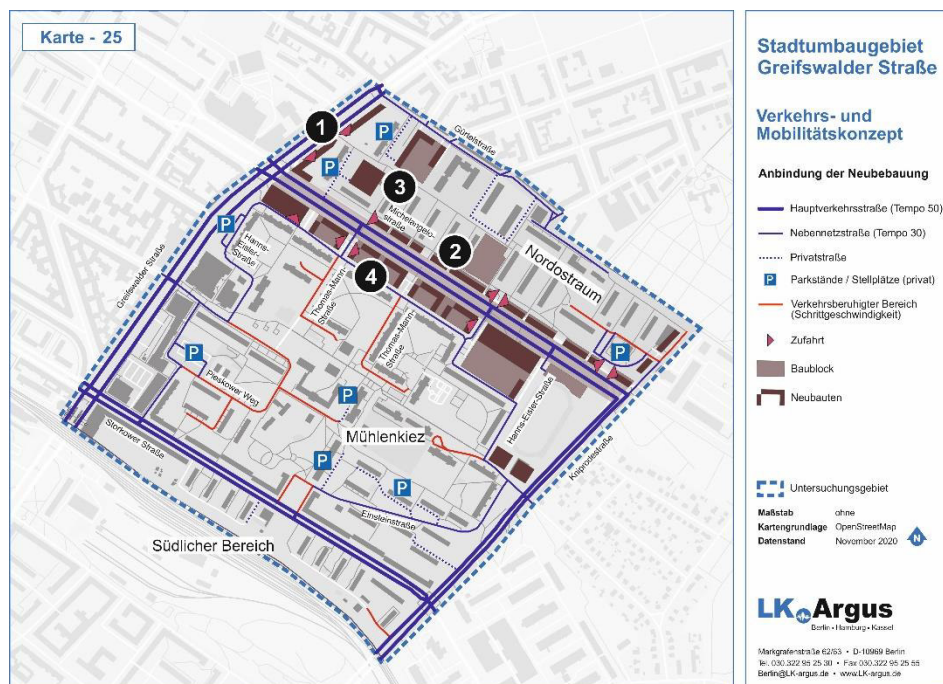 Karte - 25
1
P
Gürtelstraße
P
3
P
Michelangelo-
straße
Hanns-
Eisler-
Straße
2
Nordostraum
Greifswalder Straße
Thomas-Mann-
Straße
4
Thomas-Mann-
Straße
P
P
Pieskower Weg
Hanns-Eisler-Straße
P
Mühlenkiez
Kniprodestraße
Storkower Straße
P
P
Einsteinstraße
Südlicher Bereich
Stadtumbaugebiet
Greifswalder Straße
Verkehrs- und
Mobilitätskonzept
Anbindung der Neubebauung
Hauptverkehrsstraße (Tempo 50)
Nebennetzstraße (Tempo 30)
Privatstraße
P Parkstände / Stellplätze (privat)
Verkehrsberuhigter Bereich
(Schrittgeschwindigkeit)
Zufahrt
Baublock
Neubauten
Untersuchungsgebiet
Maßstab ohne
Kartengrundlage OpenStreetMap
Datenstand November 2020
N
LK Argus
Berlin • Hamburg • Kassel
Markgrafenstraße 62/63 • D-10969 Berlin
Tel. 030.322 95 25 30 • Fax 030.322 95 25 55
Berlin@LK-argus.de • www.LK-argus.de